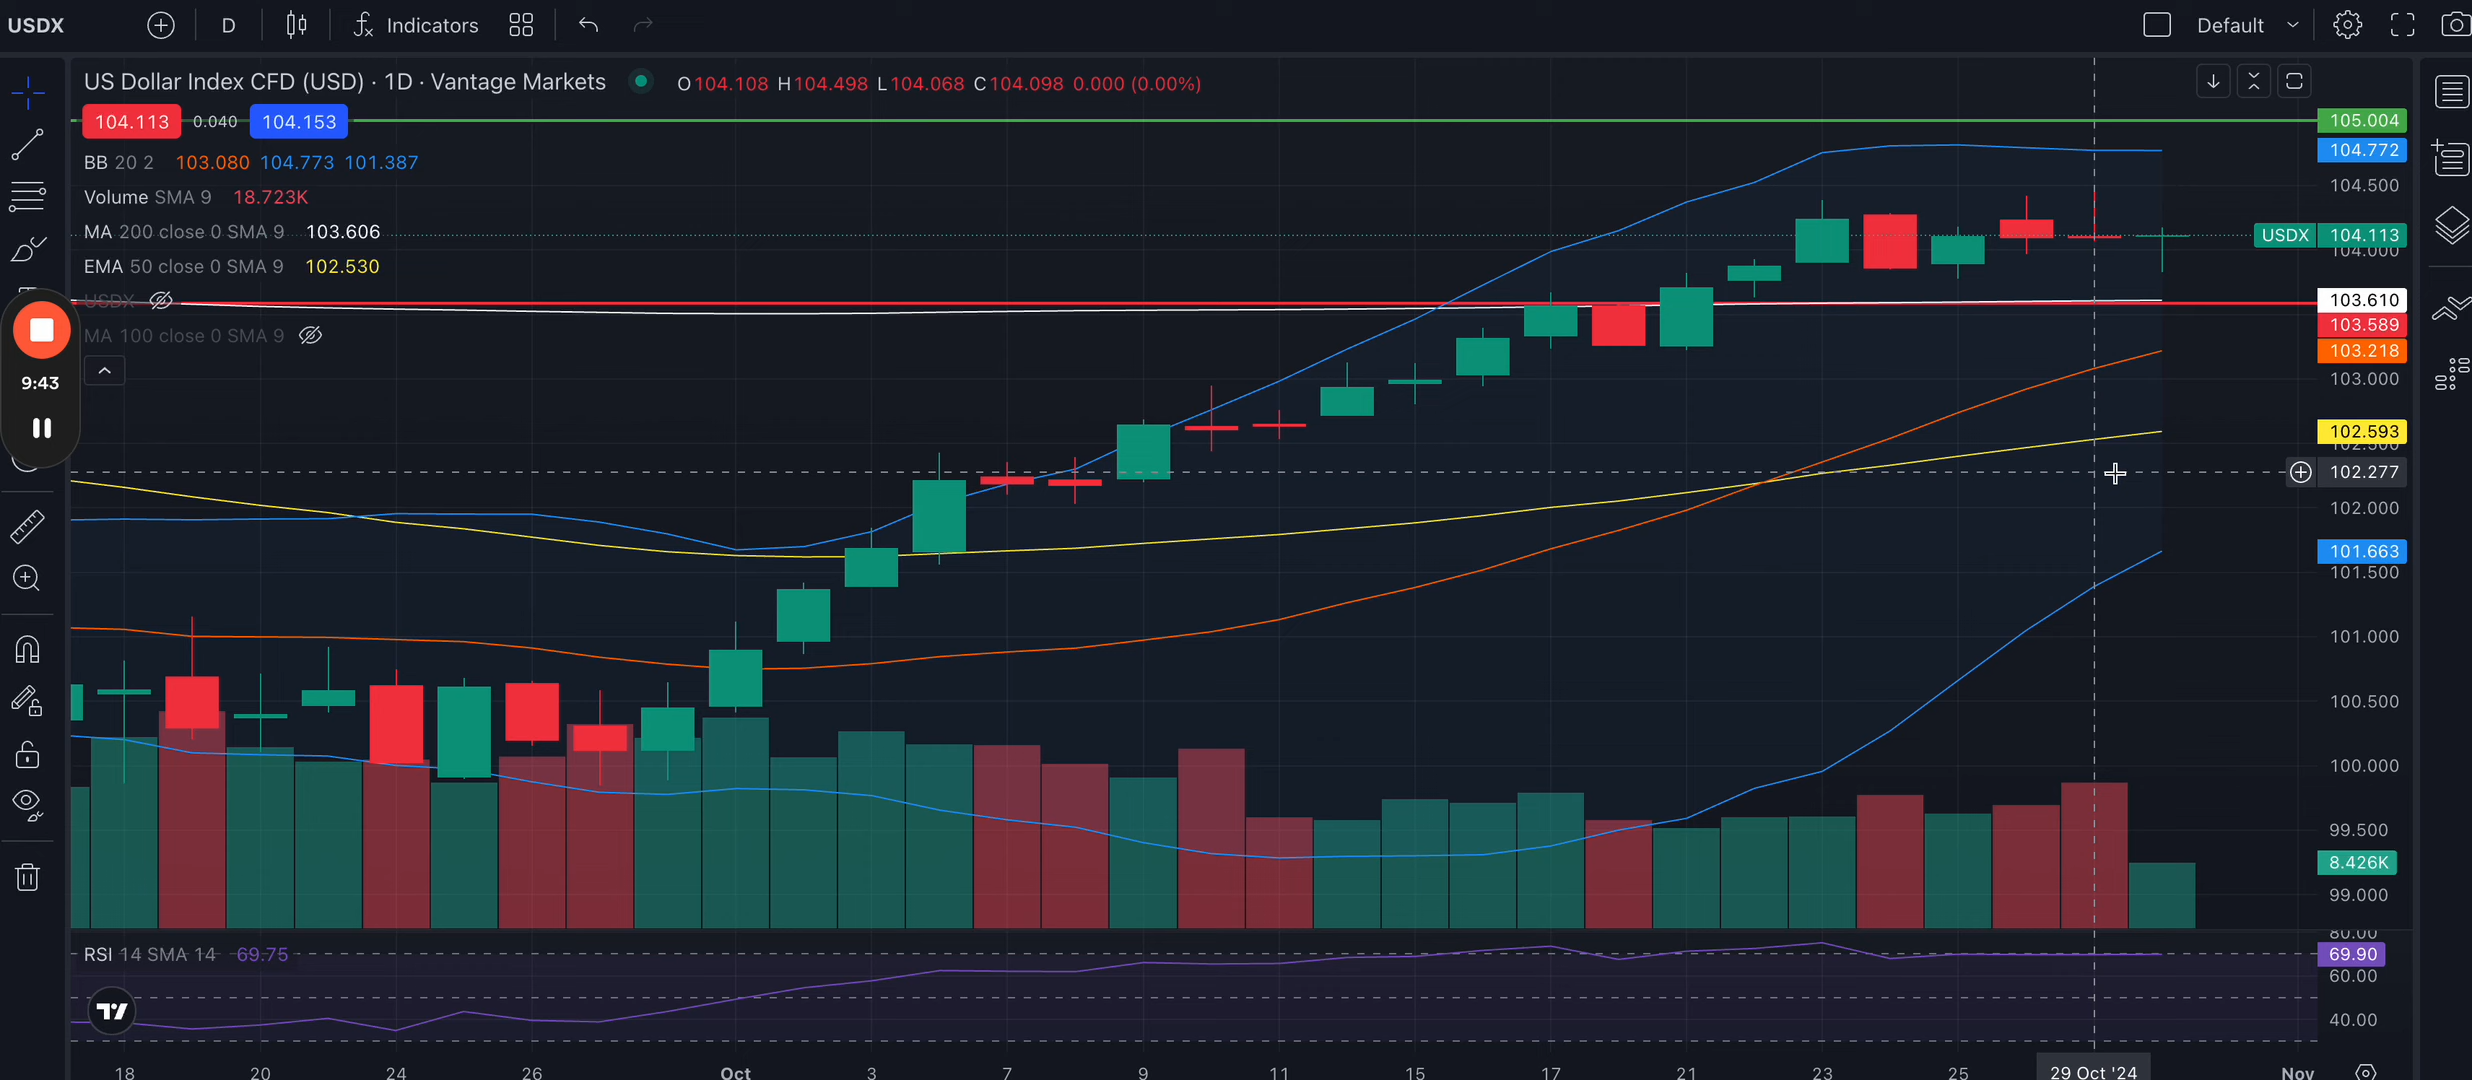 USDX D Indicators Default
US Dollar Index CFD (USD) · 1D · Vantage Markets O104.108 H104.498 L104.068 C104.098 0.000 (0.00%)
104.113 0.040 104.153
105.004
104.772
BB 20 2 103.080 104.773 101.387
104.500
Volume SMA 9 18.723K
MA 200 close 0 SMA 9 103.606
USDX 104.113
104.000
EMA 50 close 0 SMA 9 102.530
USDX
103.610
103.589
MA 100 close 0 SMA 9
103.218
9:43
103.000
102.593
102.500
102.277
102.000
101.663
101.500
101.000
100.500
100.000
99.500
8.426K
99.000
80.00
RSI 14 SMA 14 69.75
69.90
60.00
40.00
18 20 24 26 Oct 3 7 9 11 15 17 21 23 25 29 Oct '24 Nov